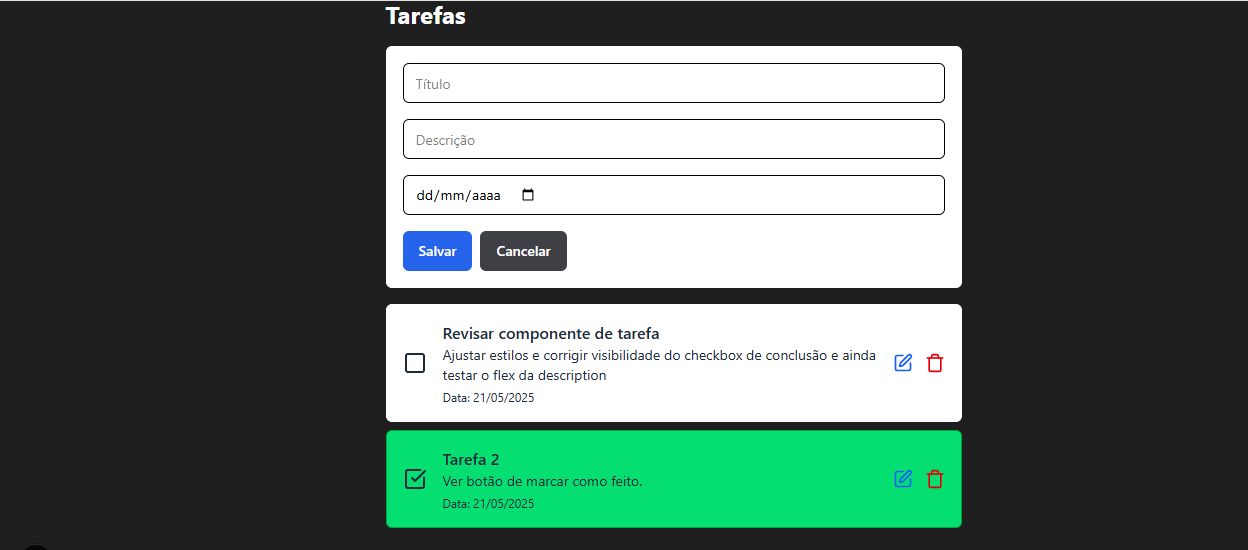 Tarefas
Título
Descrição
dd/mm/aaaa
Salvar Cancelar
Revisar componente de tarefa
Ajustar estilos e corrigir visibilidade do checkbox de conclusão e ainda
testar o flex da description
Data: 21/05/2025
Tarefa 2
Ver botão de marcar como feito.
Data: 21/05/2025